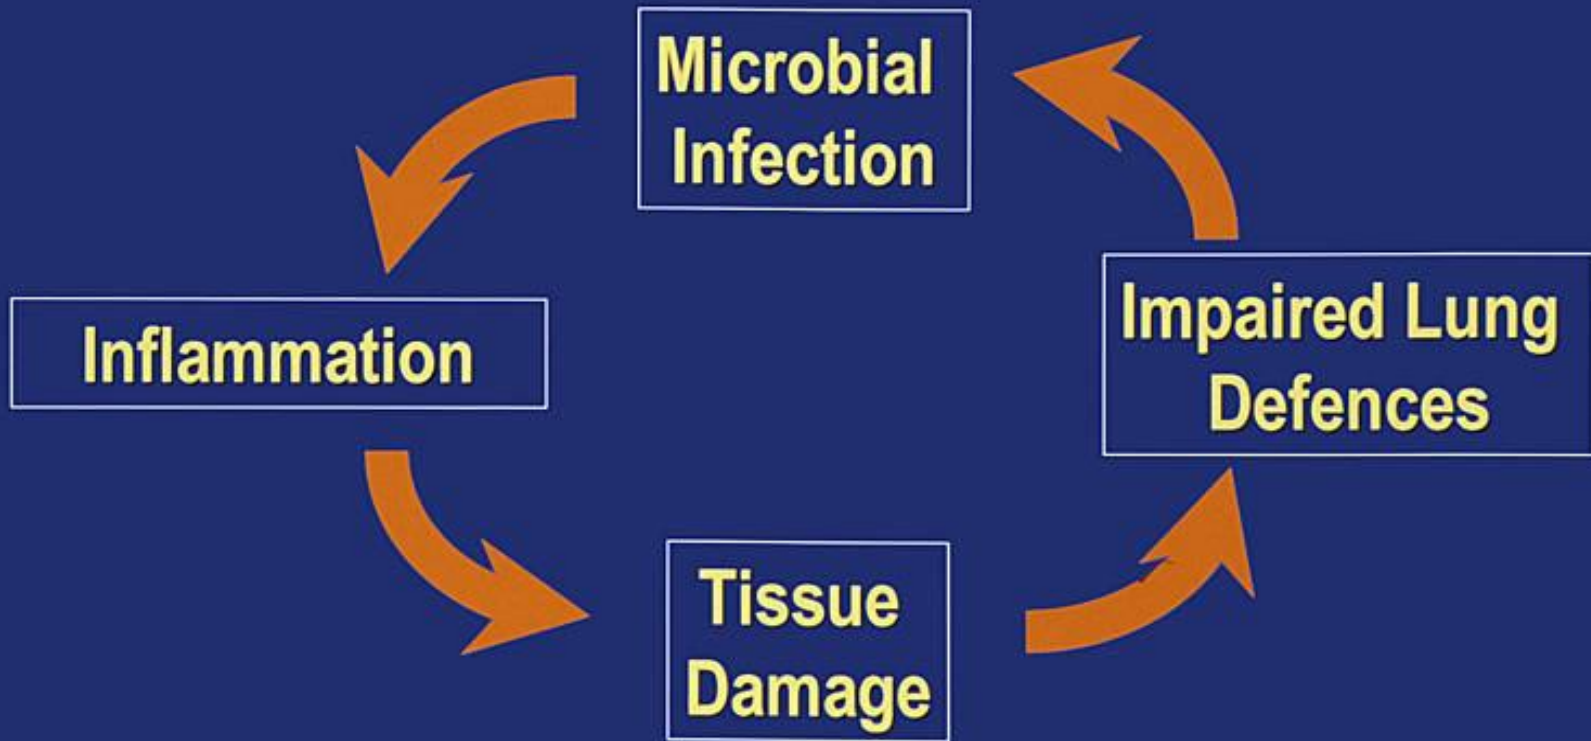 Microbial
Infection
Inflammation
Impaired Lung
Defences
Tissue
Damage